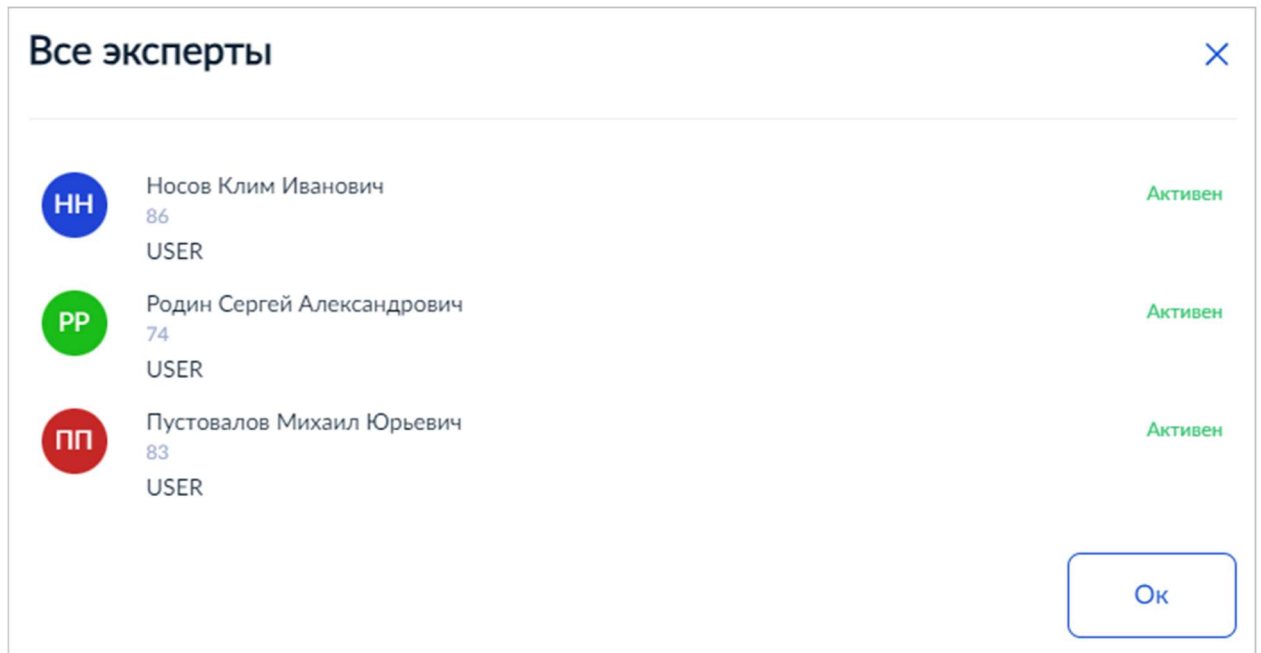 Все эксперты
НН
Носов Клим Иванович
Активен
86
USER
РР
Родин Сергей Александрович
Активен
74
USER
ПП
Пустовалов Михаил Юрьевич
Активен
83
USER
Ок